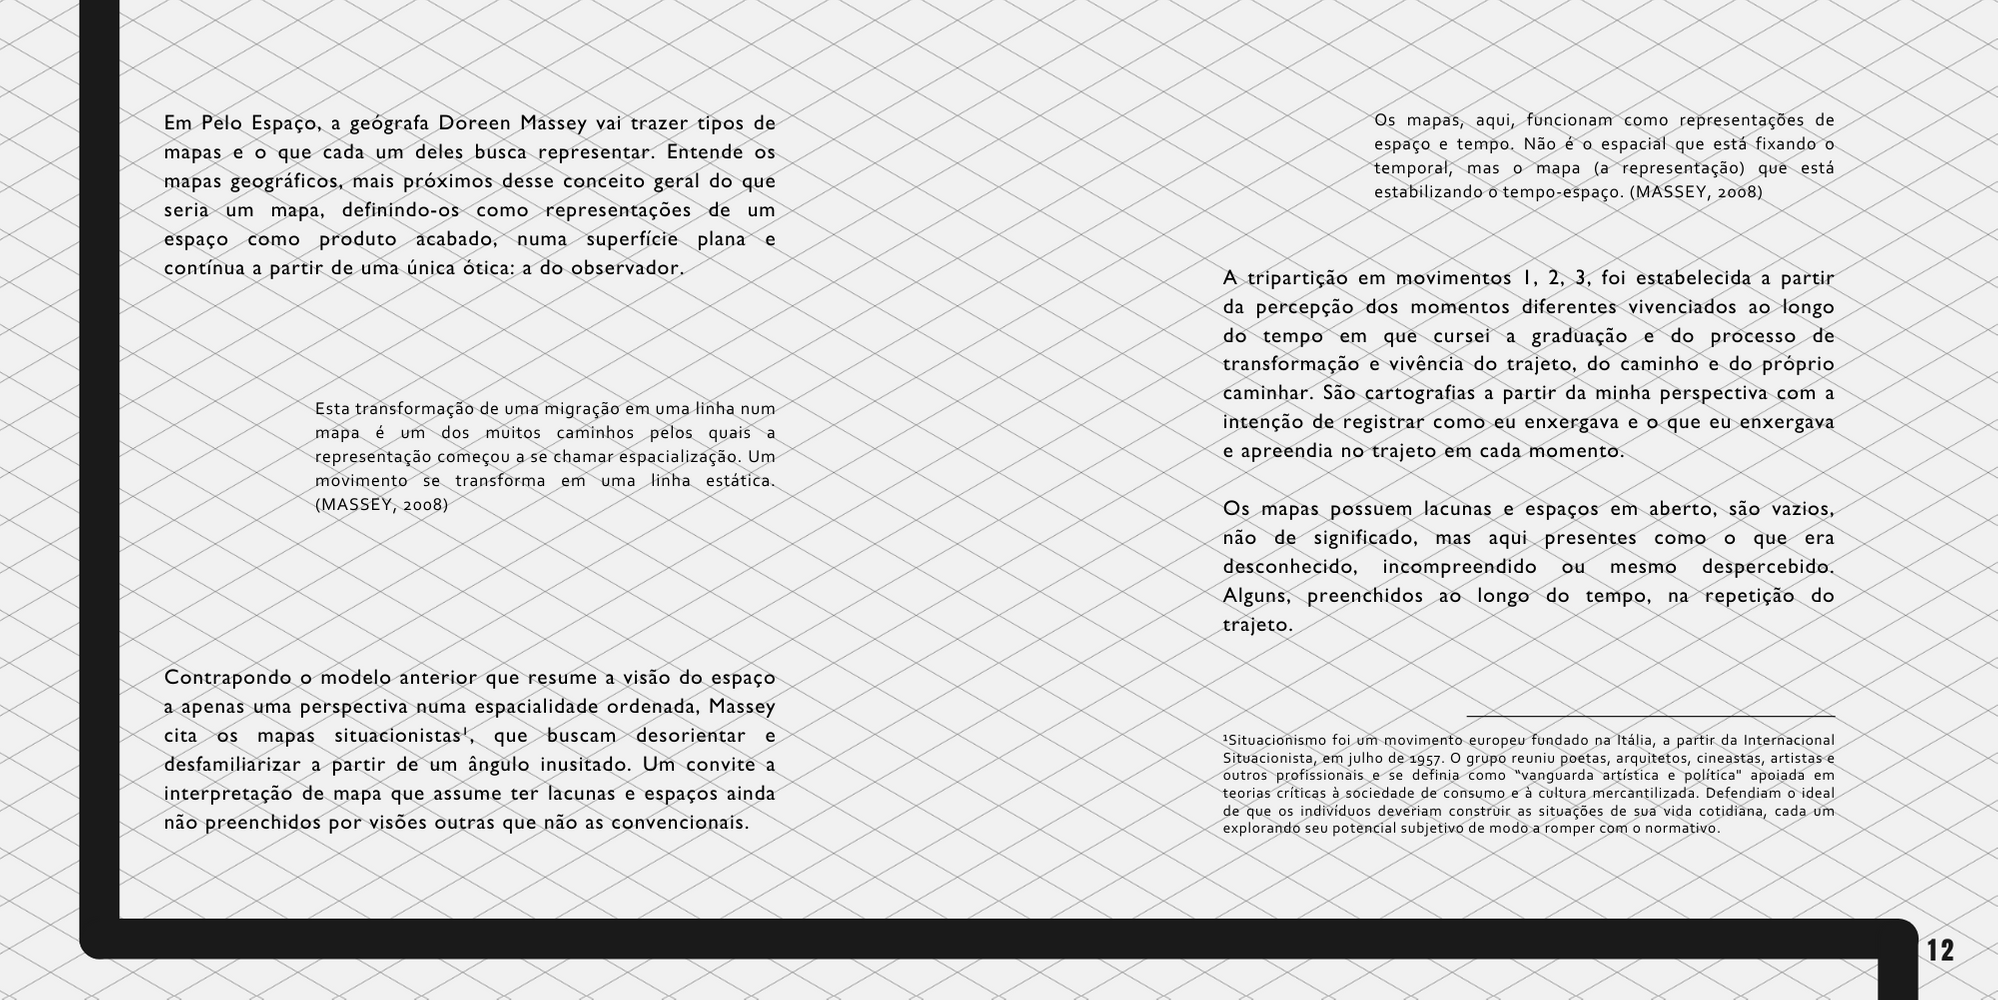 Em Pelo Espaço, a geógrafa Doreen Massey vai trazer tipos de
mapas e o que cada um deles busca representar. Entende os
mapas geográficos, mais próximos desse conceito geral do que
seria um mapa, definindo-os como representações de um
espaço como produto acabado, numa superfície plana e
contínua a partir de uma única ótica: a do observador.
Esta transformação de uma migração em uma linha num
mapa é um dos muitos caminhos pelos quais a
representação começou a se chamar espacialização. Um
movimento se transforma em uma linha estática.
(MASSEY, 2008)
Contrapondo o modelo anterior que resume a visão do espaço
a apenas uma perspectiva numa espacialidade ordenada, Massey
cita os mapas situacionistas¹, que buscam desorientar e
desfamiliarizar a partir de um ângulo inusitado. Um convite a
interpretação de mapa que assume ter lacunas e espaços ainda
não preenchidos por visões outras que não as convencionais.
Os mapas, aqui, funcionam como representações de
espaço e tempo. Não é o espacial que está fixando o
temporal, mas o mapa (a representação) que está
estabilizando o tempo-espaço. (MASSEY, 2008)
A tripartição em movimentos 1, 2, 3, foi estabelecida a partir
da percepção dos momentos diferentes vivenciados ao longo
do tempo em que cursei a graduação e do processo de
transformação e vivência do trajeto, do caminho e do próprio
caminhar. São cartografias a partir da minha perspectiva com a
intenção de registrar como eu enxergava e o que eu enxergava
e apreendia no trajeto em cada momento.
Os mapas possuem lacunas e espaços em aberto, são vazios,
não de significado, mas aqui presentes como o que era
desconhecido, incompreendido ou mesmo despercebido.
Alguns, preenchidos ao longo do tempo, na repetição do
trajeto.
¹Situacionismo foi um movimento europeu fundado na Itália, a partir da Internacional
Situacionista, em julho de 1957. O grupo reuniu poetas, arquitetos, cineastas, artistas e
outros profissionais e se definia como “vanguarda artística e política" apoiada em
teorias críticas à sociedade de consumo e à cultura mercantilizada. Defendiam o ideal
de que os indivíduos deveriam construir as situações de sua vida cotidiana, cada um
explorando seu potencial subjetivo de modo a romper com o normativo.
12